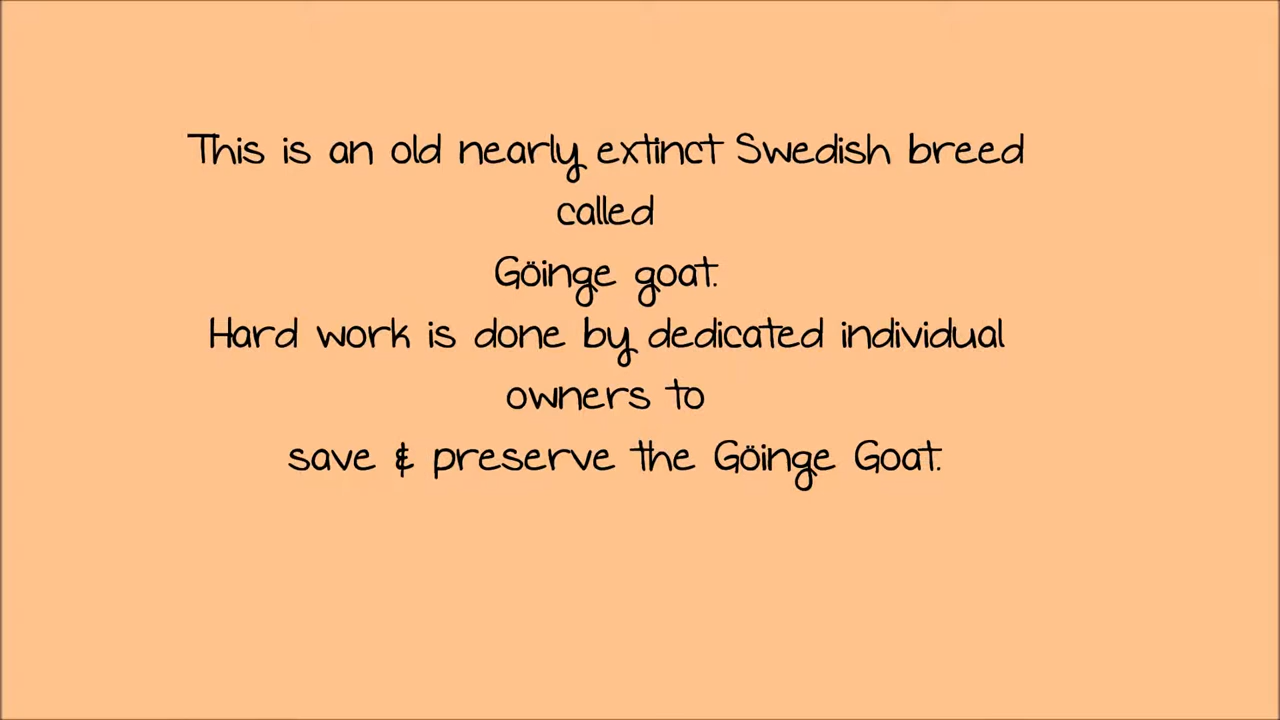 This is an old nearly extinct Swedish breed
called
Göinge goat.
Hard work is done by dedicated individual
owners to
save & preserve the Göinge Goat.